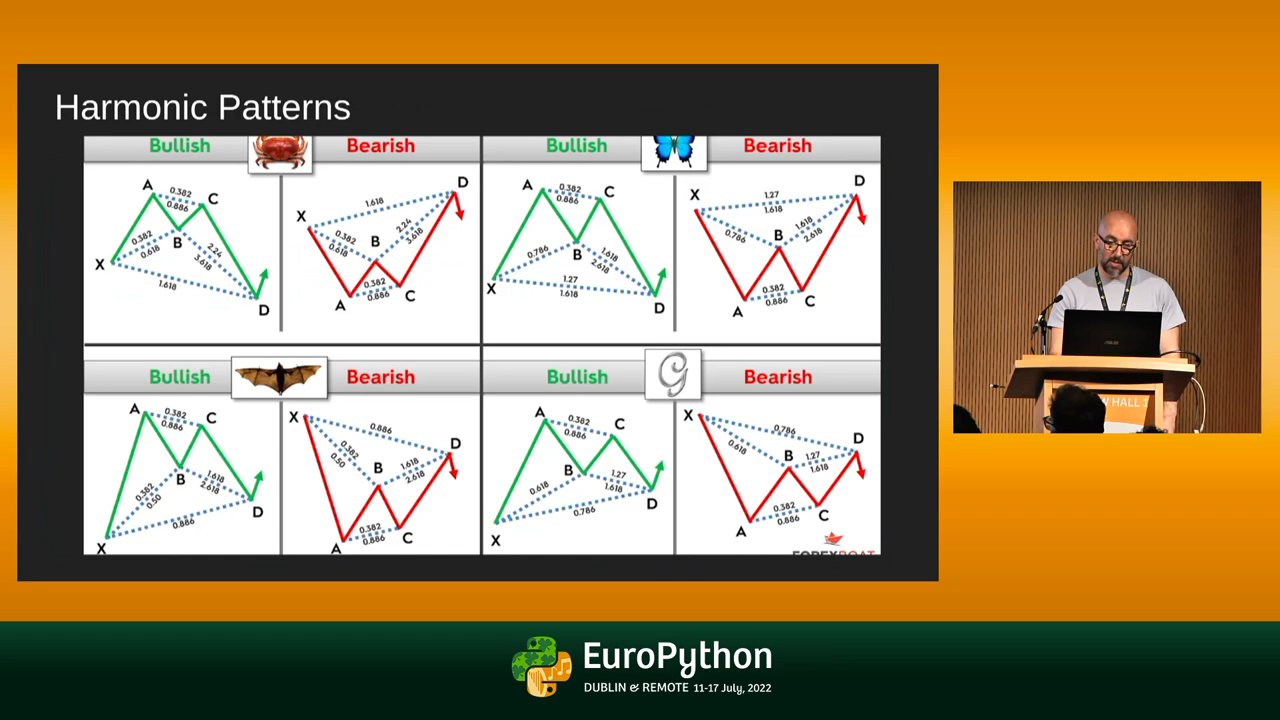 Harmonic Patterns
Bullish
Bearish
A
0.382
0.886
C
0.382
0.618
B
2.24
3.618
X
1.618
D
D
1.618
X
2.24
3.618
0.382
0.618
B
0.382
0.886
A
C
Bullish
Bearish
A
0.382
0.886
C
0.786
B
1.618
2.618
X
1.27
1.618
D
D
X
1.27
1.618
0.786
B
1.618
2.618
0.382
0.886
A
C
Bullish
Bearish
A
0.382
0.886
C
B
1.618
2.618
0.382
0.50
0.886
D
X
X
0.886
D
0.382
0.50
B
1.618
2.618
0.382
0.886
A
C
Bullish
G
Bearish
A
0.382
0.886
C
B
1.27
1.618
0.618
0.786
D
X
X
0.786
D
0.618
B
1.27
1.618
0.382
0.886
A
C
FOREXBOAT
ASUS
HALL 1
EuroPython
DUBLIN & REMOTE 11-17 July, 2022